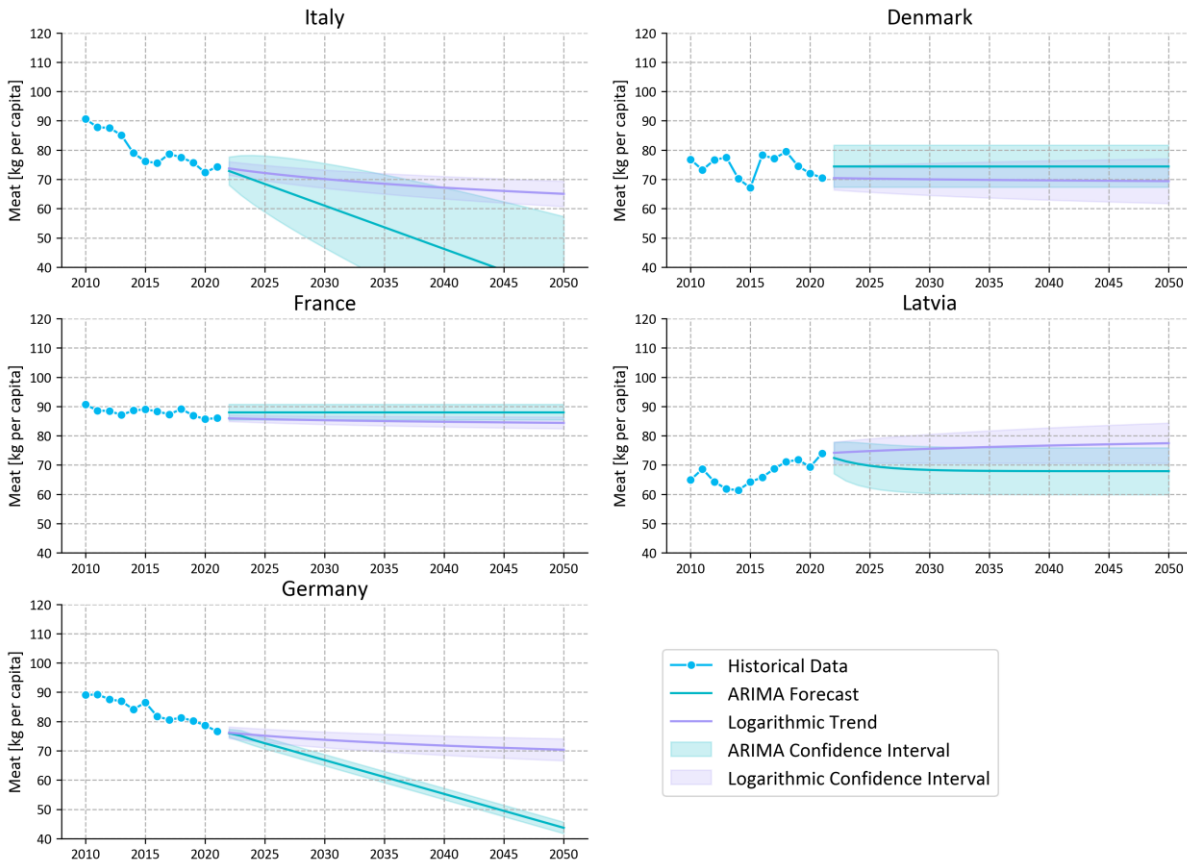 Italy
Meat [kg per capita]
120
110
100
90
80
70
60
50
40
2010 2015 2020 2025 2030 2035 2040 2045 2050
Denmark
Meat [kg per capita]
120
110
100
90
80
70
60
50
40
2010 2015 2020 2025 2030 2035 2040 2045 2050
France
Meat [kg per capita]
120
110
100
90
80
70
60
50
40
2010 2015 2020 2025 2030 2035 2040 2045 2050
Latvia
Meat [kg per capita]
120
110
100
90
80
70
60
50
40
2010 2015 2020 2025 2030 2035 2040 2045 2050
Germany
Meat [kg per capita]
120
110
100
90
80
70
60
50
40
2010 2015 2020 2025 2030 2035 2040 2045 2050
Historical Data
ARIMA Forecast
Logarithmic Trend
ARIMA Confidence Interval
Logarithmic Confidence Interval